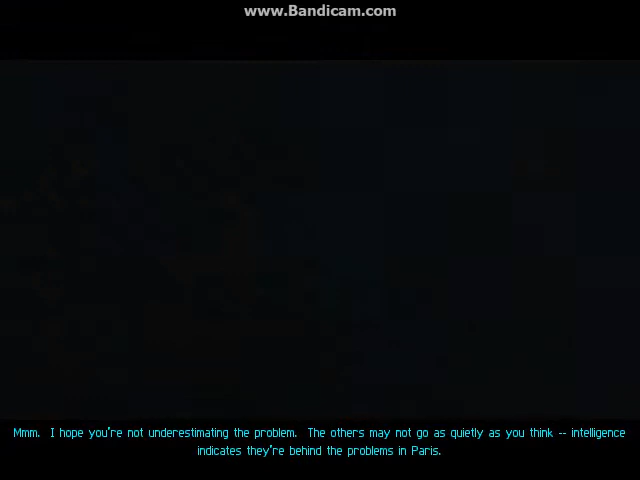 www.Bandicam.com
Mmm.  I hope you're not underestimating the problem.  The others may not go as quietly as you think -- intelligence
indicates they're behind the problems in Paris.